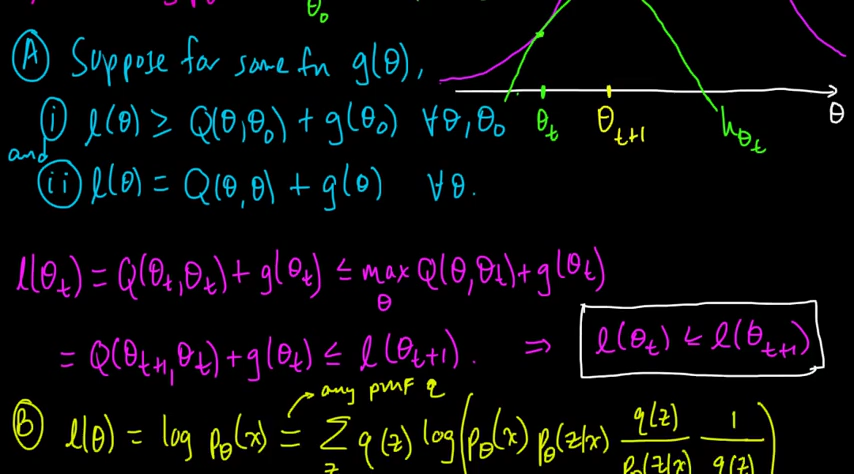 θ₀
Ⓐ Suppose for some fn g(θ),
ⓘ l(θ) ≥ Q(θ,θ₀) + g(θ₀) ∀θ,θ₀
and
ⓘⓘ l(θ) = Q(θ,θ) + g(θ) ∀θ.
θ_t θ_{t+1} h_{θ_t} θ
l(θ_t) = Q(θ_t,θ_t) + g(θ_t) ≤ max_θ Q(θ,θ_t) + g(θ_t)
= Q(θ_{t+1},θ_t) + g(θ_t) ≤ l(θ_{t+1}). ⇒ l(θ_t) ≤ l(θ_{t+1})
any pmf q
Ⓑ l(θ) = log p_θ(x) = Σ_z q(z) log(p_θ(x) p_θ(z|x) q(z)/p_θ(z|x) 1/q(z))